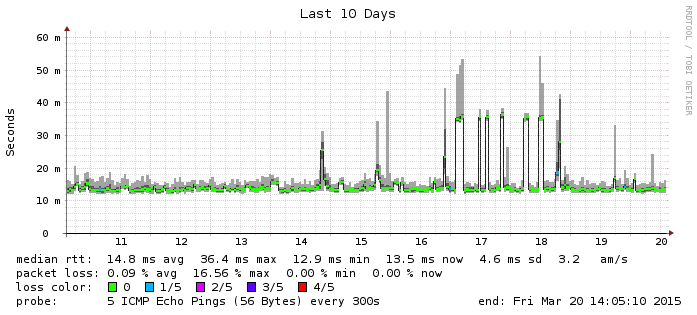 Last 10 Days
RRDTOOL / TOBI OETIKER
Seconds
60 m
50 m
40 m
30 m
20 m
10 m
0
11 12 13 14 15 16 17 18 19 20
median rtt: 14.8 ms avg 36.4 ms max 12.9 ms min 13.5 ms now 4.6 ms sd 3.2 am/s
packet loss: 0.09 % avg 16.56 % max 0.00 % min 0.00 % now
loss color: 0 1/5 2/5 3/5 4/5
probe: 5 ICMP Echo Pings (56 Bytes) every 300s end: Fri Mar 20 14:05:10 2015